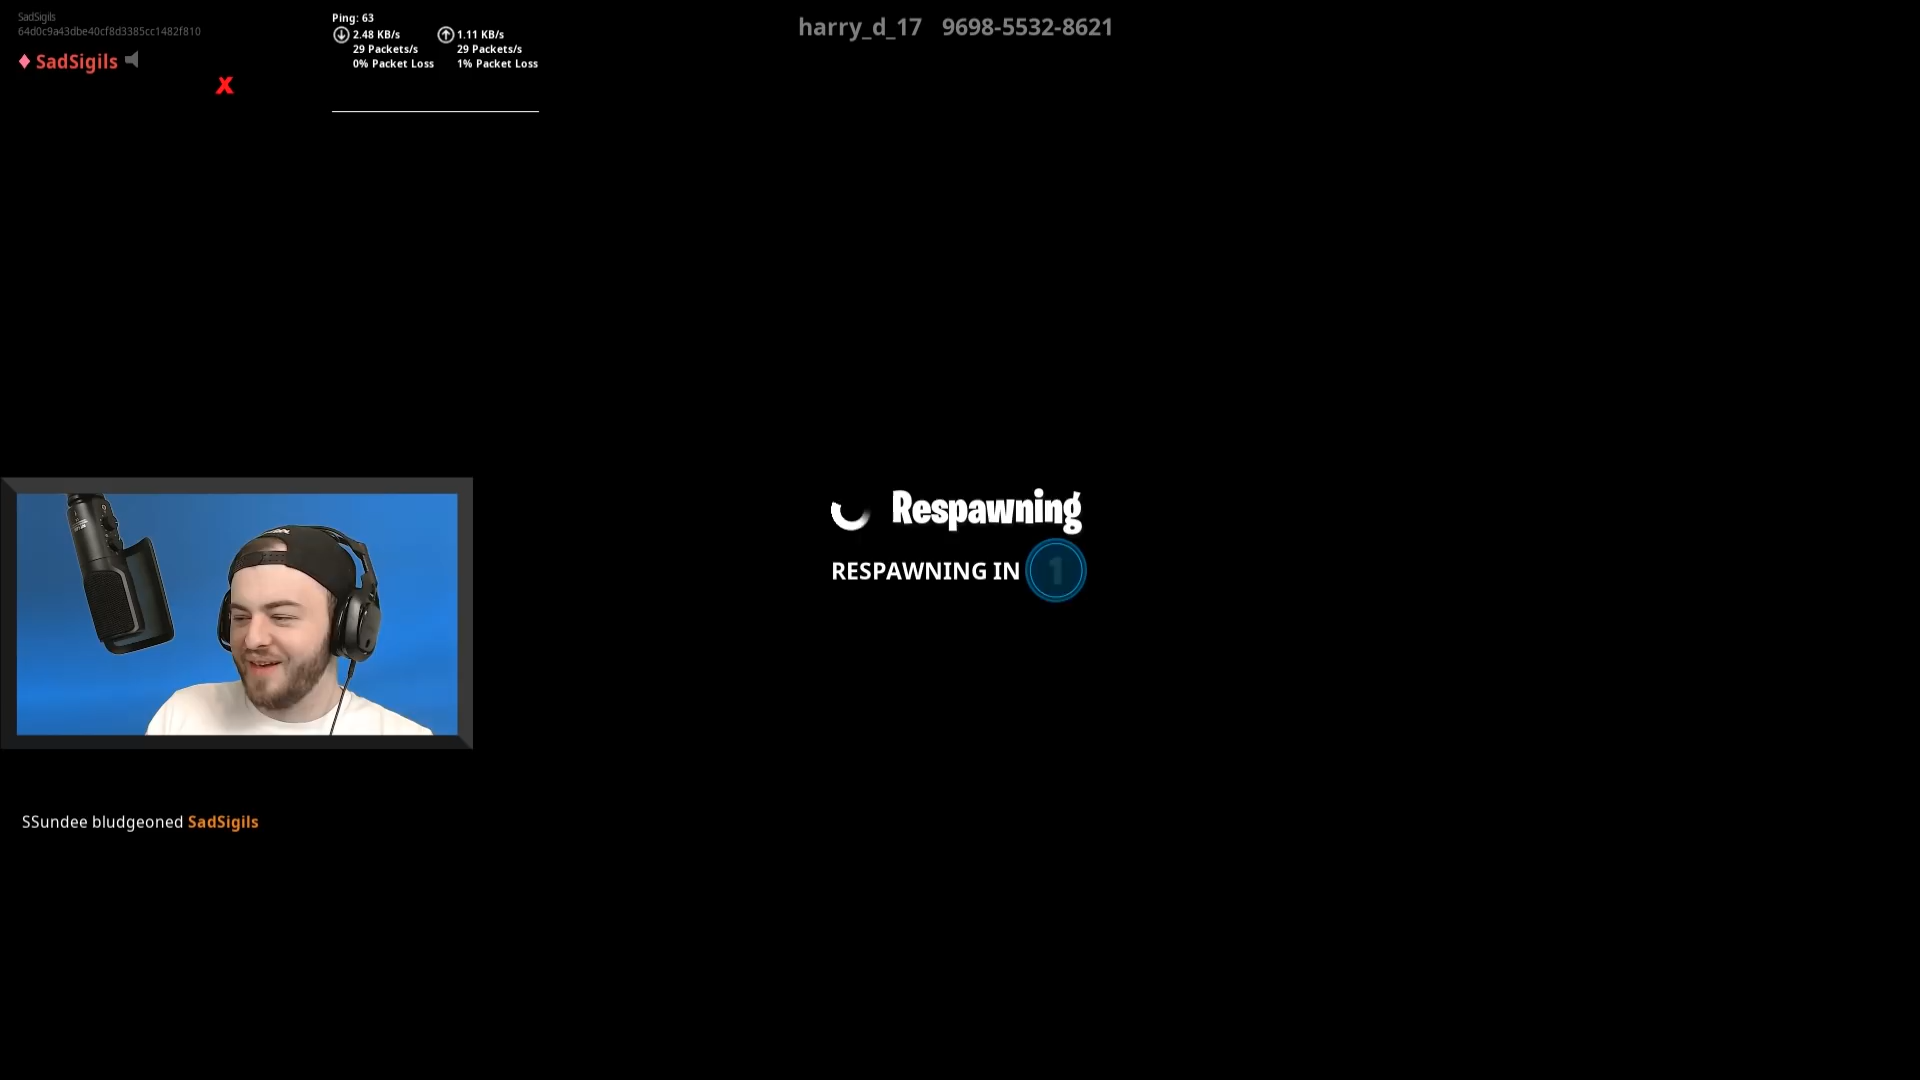 SadSigils
64d0c9a43dbe40cf8d3385cc1482f810
SadSigils
X
Ping: 63
2.48 KB/s 1.11 KB/s
29 Packets/s 29 Packets/s
0% Packet Loss 1% Packet Loss
harry_d_17 9698-5532-8621
Respawning
RESPAWNING IN 1
SSundee bludgeoned SadSigils